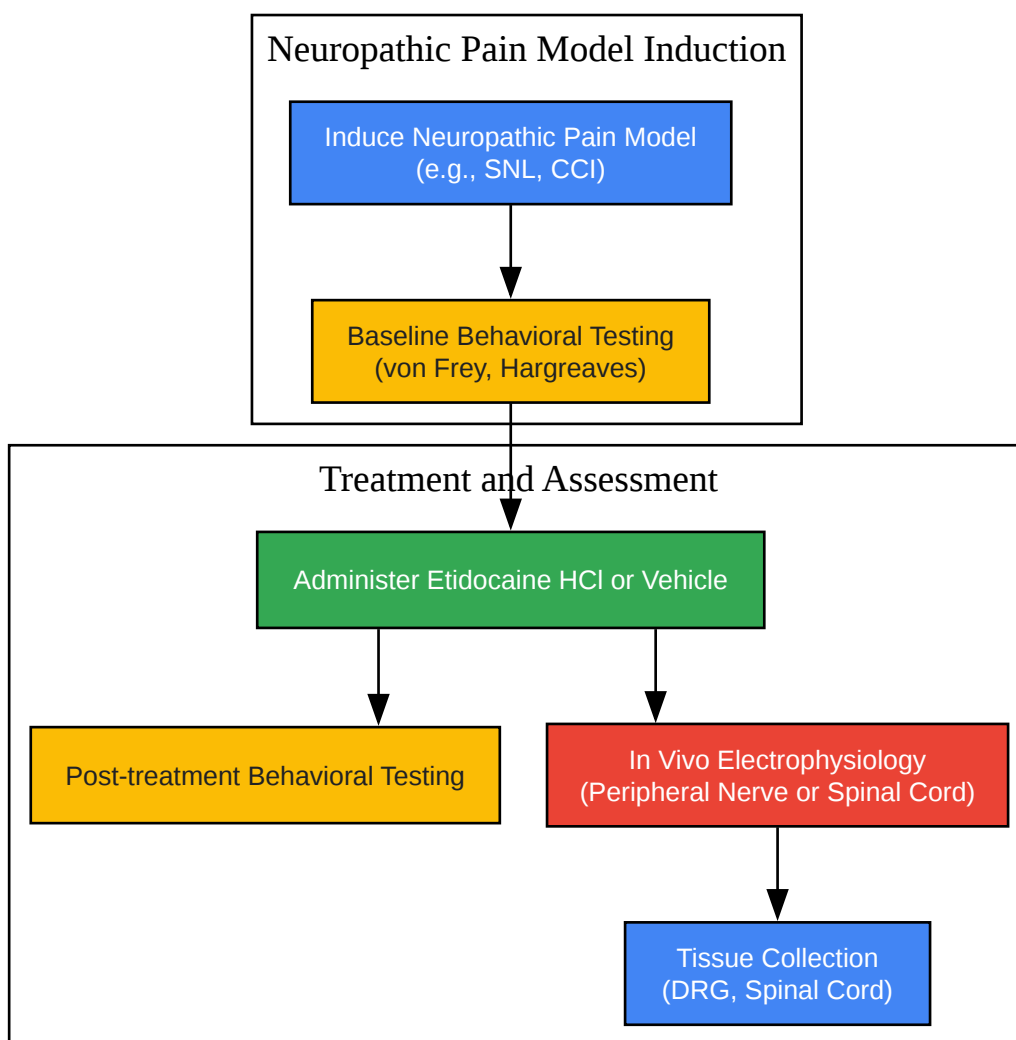 Neuropathic Pain Model Induction
Induce Neuropathic Pain Model
(e.g., SNL, CCI)
Baseline Behavioral Testing
(von Frey, Hargreaves)
Treatment and Assessment
Administer Etidocaine HCl or Vehicle
Post-treatment Behavioral Testing
In Vivo Electrophysiology
(Peripheral Nerve or Spinal Cord)
Tissue Collection
(DRG, Spinal Cord)